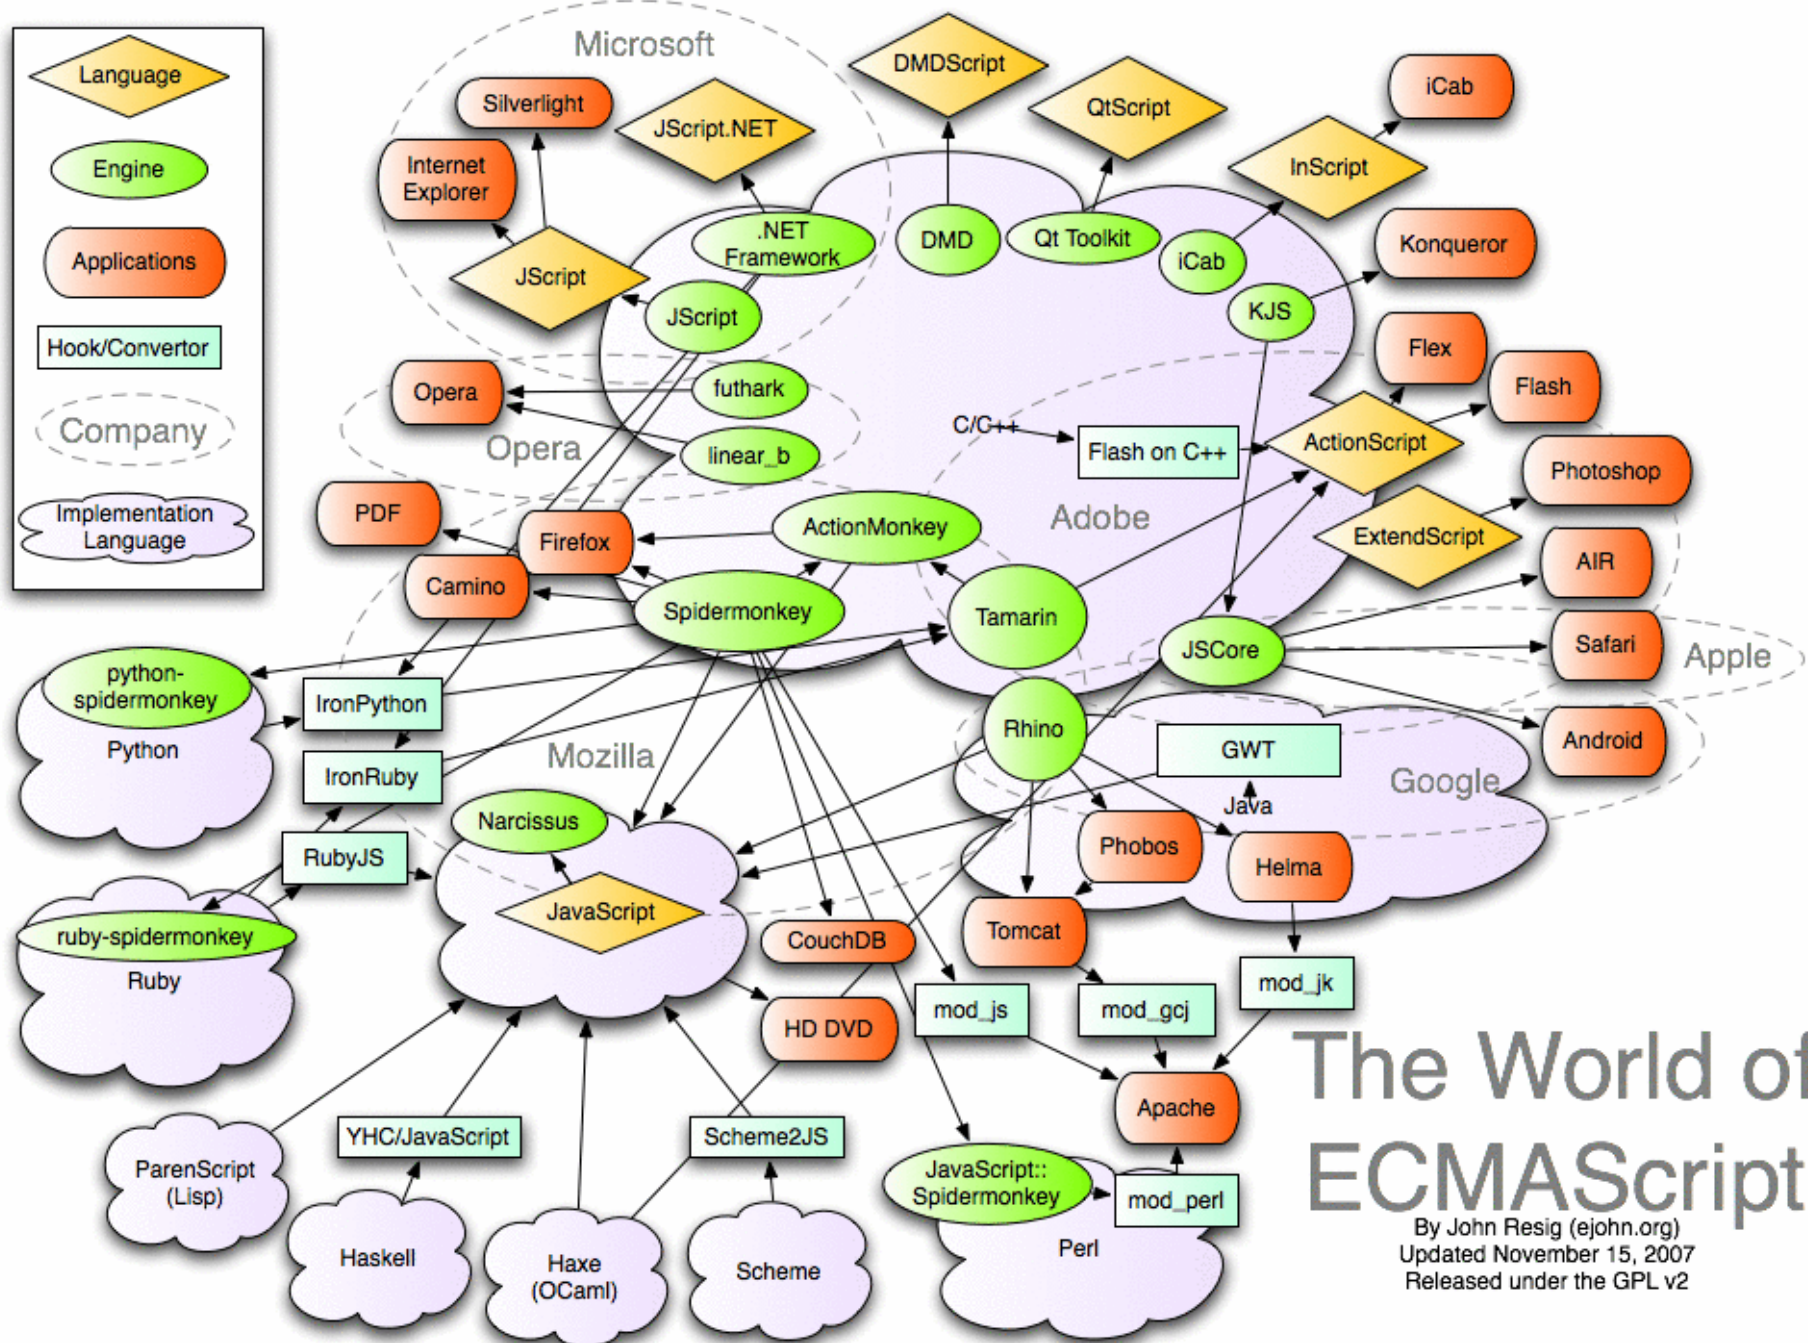 Language
Engine
Applications
Hook/Convertor
Company
Implementation
Language
Microsoft
Silverlight
Internet
Explorer
JScript.NET
JScript
.NET
Framework
JScript
DMDScript
QtScript
iCab
InScript
DMD
Qt Toolkit
iCab
Konqueror
KJS
Flex
Flash
Opera
futhark
Opera
linear_b
C/C++
Flash on C++
ActionScript
Photoshop
PDF
Firefox
ActionMonkey
Adobe
ExtendScript
AIR
Camino
Spidermonkey
Tamarin
JSCore
Safari
Apple
python-
spidermonkey
Python
IronPython
Rhino
GWT
Android
IronRuby
Mozilla
Google
Java
Narcissus
RubyJS
Phobos
Helma
JavaScript
ruby-spidermonkey
Ruby
CouchDB
Tomcat
mod_js
mod_gcj
mod_jk
HD DVD
The World of
ECMAScript
Apache
ParenScript
(Lisp)
YHC/JavaScript
Scheme2JS
JavaScript::
Spidermonkey
mod_perl
Haskell
Haxe
(OCaml)
Scheme
Perl
By John Resig (ejohn.org)
Updated November 15, 2007
Released under the GPL v2